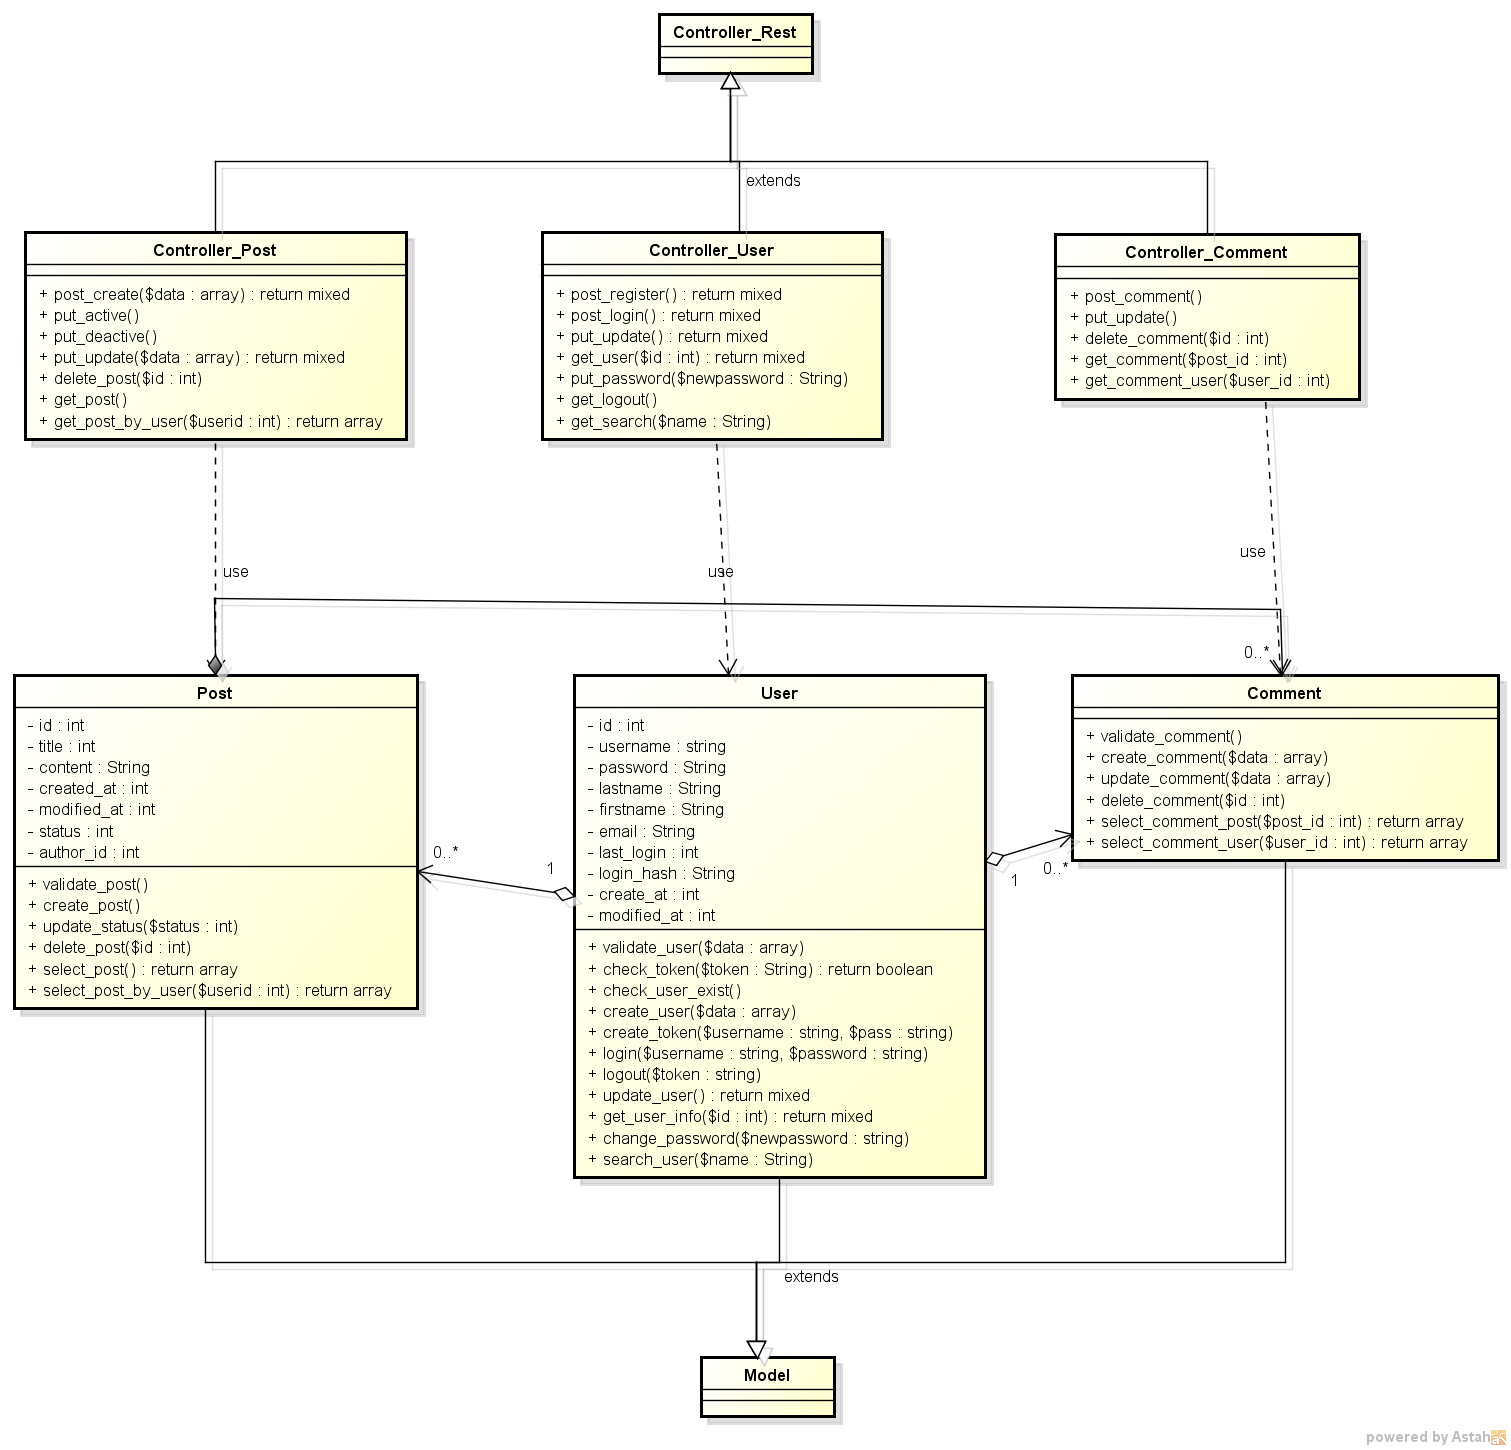 Controller_Rest
extends
Controller_Post
+ post_create($data : array) : return mixed
+ put_active()
+ put_deactive()
+ put_update($data : array) : return mixed
+ delete_post($id : int)
+ get_post()
+ get_post_by_user($userid : int) : return array
Controller_User
+ post_register() : return mixed
+ post_login() : return mixed
+ put_update() : return mixed
+ get_user($id : int) : return mixed
+ put_password($newpassword : String)
+ get_logout()
+ get_search($name : String)
Controller_Comment
+ post_comment()
+ put_update()
+ delete_comment($id : int)
+ get_comment($post_id : int)
+ get_comment_user($user_id : int)
use
use
use
0..*
Post
- id : int
- title : int
- content : String
- created_at : int
- modified_at : int
- status : int
- author_id : int
+ validate_post()
+ create_post()
+ update_status($status : int)
+ delete_post($id : int)
+ select_post() : return array
+ select_post_by_user($userid : int) : return array
0..*
1
User
- id : int
- username : string
- password : String
- lastname : String
- firstname : String
- email : String
- last_login : int
- login_hash : String
- create_at : int
- modified_at : int
+ validate_user($data : array)
+ check_token($token : String) : return boolean
+ check_user_exist()
+ create_user($data : array)
+ create_token($username : string, $pass : string)
+ login($username : string, $password : string)
+ logout($token : string)
+ update_user() : return mixed
+ get_user_info($id : int) : return mixed
+ change_password($newpassword : string)
+ search_user($name : String)
1
0..*
Comment
+ validate_comment()
+ create_comment($data : array)
+ update_comment($data : array)
+ delete_comment($id : int)
+ select_comment_post($post_id : int) : return array
+ select_comment_user($user_id : int) : return array
extends
Model
powered by Astah